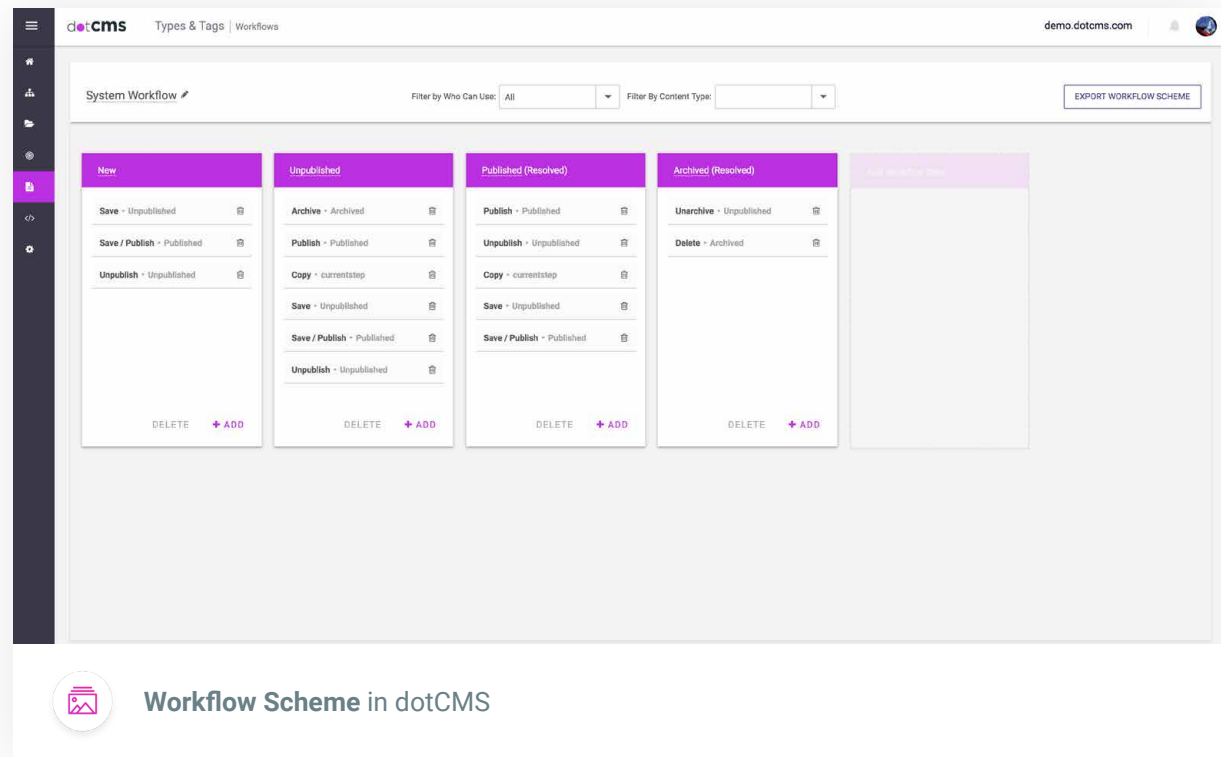 dotCMS Types & Tags | Workflows demo.dotcms.com
System Workflow Filter by Who Can Use: All Filter By Content Type: EXPORT WORKFLOW SCHEME
New
Save - Unpublished
Save / Publish - Published
Unpublish - Unpublished
DELETE + ADD
Unpublished
Archive - Archived
Publish - Published
Copy - currentstep
Save - Unpublished
Save / Publish - Published
Unpublish - Unpublished
DELETE + ADD
Published (Resolved)
Publish - Published
Unpublish - Unpublished
Copy - currentstep
Save - Unpublished
Save / Publish - Published
DELETE + ADD
Archived (Resolved)
Unarchive - Unpublished
Delete - Archived
DELETE + ADD
Workflow Scheme in dotCMS